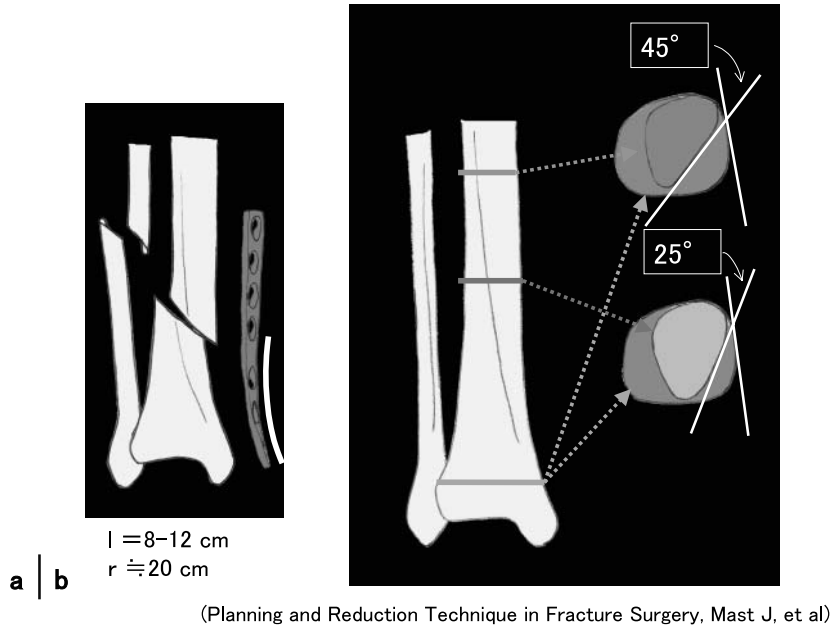 45°
25°
l ＝8-12 cm
r ≒20 cm
a | b
(Planning and Reduction Technique in Fracture Surgery, Mast J, et al)